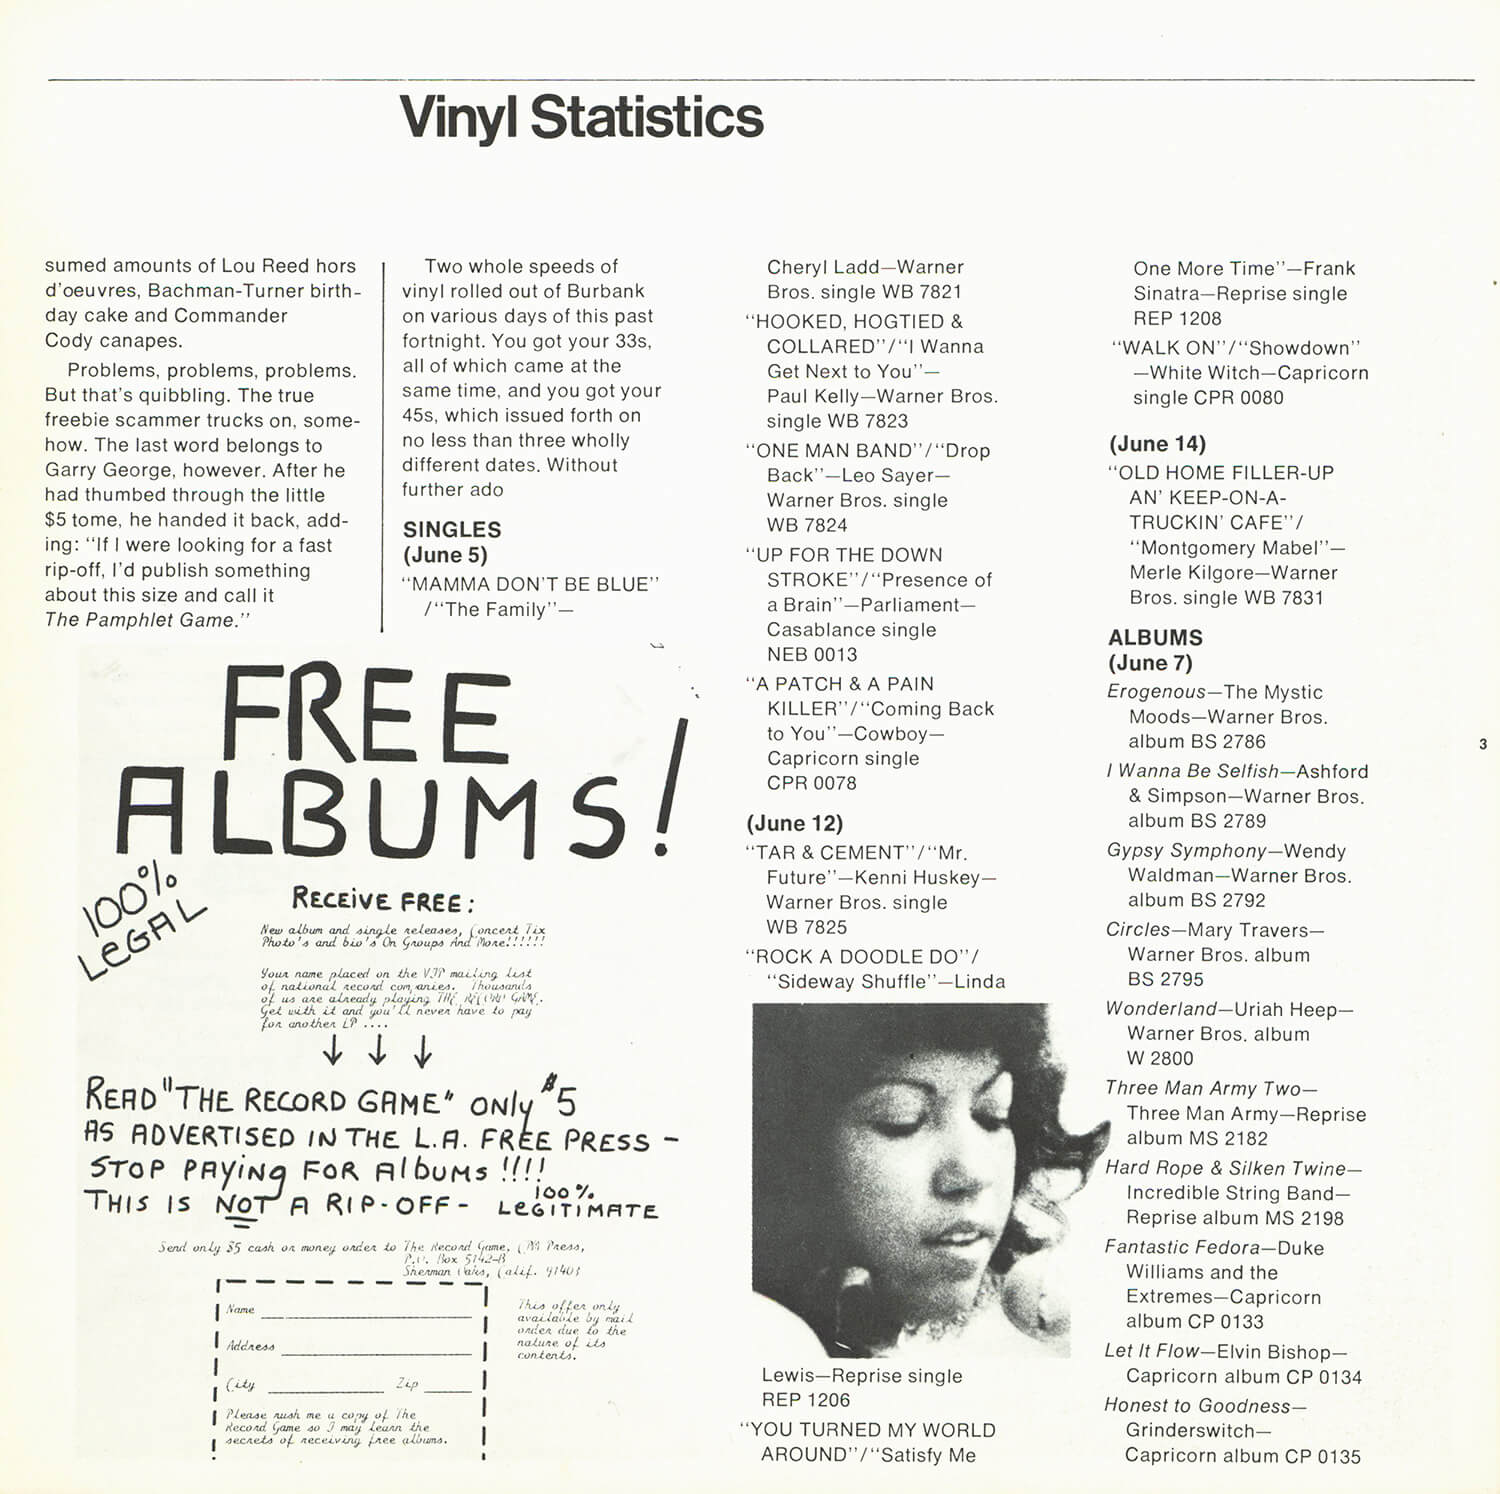 Vinyl Statistics
sumed amounts of Lou Reed hors
d'oeuvres, Bachman-Turner birth-
day cake and Commander
Cody canapes.
Problems, problems, problems.
But that's quibbling. The true
freebie scammer trucks on, some-
how. The last word belongs to
Garry George, however. After he
had thumbed through the little
$5 tome, he handed it back, add-
ing: "If I were looking for a fast
rip-off, I'd publish something
about this size and call it
The Pamphlet Game."
Two whole speeds of
vinyl rolled out of Burbank
on various days of this past
fortnight. You got your 33s,
all of which came at the
same time, and you got your
45s, which issued forth on
no less than three wholly
different dates. Without
further ado
SINGLES
(June 5)
"MAMMA DON'T BE BLUE"
/"The Family"—
Cheryl Ladd—Warner
Bros. single WB 7821
"HOOKED, HOGTIED &
COLLARED"/"I Wanna
Get Next to You"—
Paul Kelly—Warner Bros.
single WB 7823
"ONE MAN BAND"/"Drop
Back"—Leo Sayer—
Warner Bros. single
WB 7824
"UP FOR THE DOWN
STROKE"/"Presence of
a Brain"—Parliament—
Casablance single
NEB 0013
"A PATCH & A PAIN
KILLER"/"Coming Back
to You"—Cowboy—
Capricorn single
CPR 0078
(June 12)
"TAR & CEMENT"/"Mr.
Future"—Kenni Huskey—
Warner Bros. single
WB 7825
"ROCK A DOODLE DO"/
"Sideway Shuffle"—Linda
Lewis—Reprise single
REP 1206
"YOU TURNED MY WORLD
AROUND"/"Satisfy Me
One More Time"—Frank
Sinatra—Reprise single
REP 1208
"WALK ON"/"Showdown"
—White Witch—Capricorn
single CPR 0080
(June 14)
"OLD HOME FILLER-UP
AN' KEEP-ON-A-
TRUCKIN' CAFE"/
"Montgomery Mabel"—
Merle Kilgore—Warner
Bros. single WB 7831
ALBUMS
(June 7)
Erogenous—The Mystic
Moods—Warner Bros.
album BS 2786
I Wanna Be Selfish—Ashford
& Simpson—Warner Bros.
album BS 2789
Gypsy Symphony—Wendy
Waldman—Warner Bros.
album BS 2792
Circles—Mary Travers—
Warner Bros. album
BS 2795
Wonderland—Uriah Heep—
Warner Bros. album
W 2800
Three Man Army Two—
Three Man Army—Reprise
album MS 2182
Hard Rope & Silken Twine—
Incredible String Band—
Reprise album MS 2198
Fantastic Fedora—Duke
Williams and the
Extremes—Capricorn
album CP 0133
Let It Flow—Elvin Bishop—
Capricorn album CP 0134
Honest to Goodness—
Grinderswitch—
Capricorn album CP 0135
3
FREE
ALBUMS!
100%
LEGAL
RECEIVE FREE:
New album and single releases, Concert Tix
Photo's and bio's On Groups And More!!!!!!
Your name placed on the VIP mailing list
of national record companies. Thousands
of us are already playing THE RECORD GAME.
Get with it and you'll never have to pay
for another LP ....
READ "THE RECORD GAME" ONLY $5
AS ADVERTISED IN THE L.A. FREE PRESS -
STOP PAYING FOR ALBUMS !!!!
THIS IS NOT A RIP-OFF - 100% LEGITIMATE
Send only $5 cash or money order to The Record Game, Press,
P.O. Box 5142-B
Sherman Oaks, Calif. 91403
Name
Address
City Zip
Please rush me a copy of The
Record Game so I may learn the
secrets of receiving free albums.
This offer only
available by mail
order due to the
nature of its
contents.